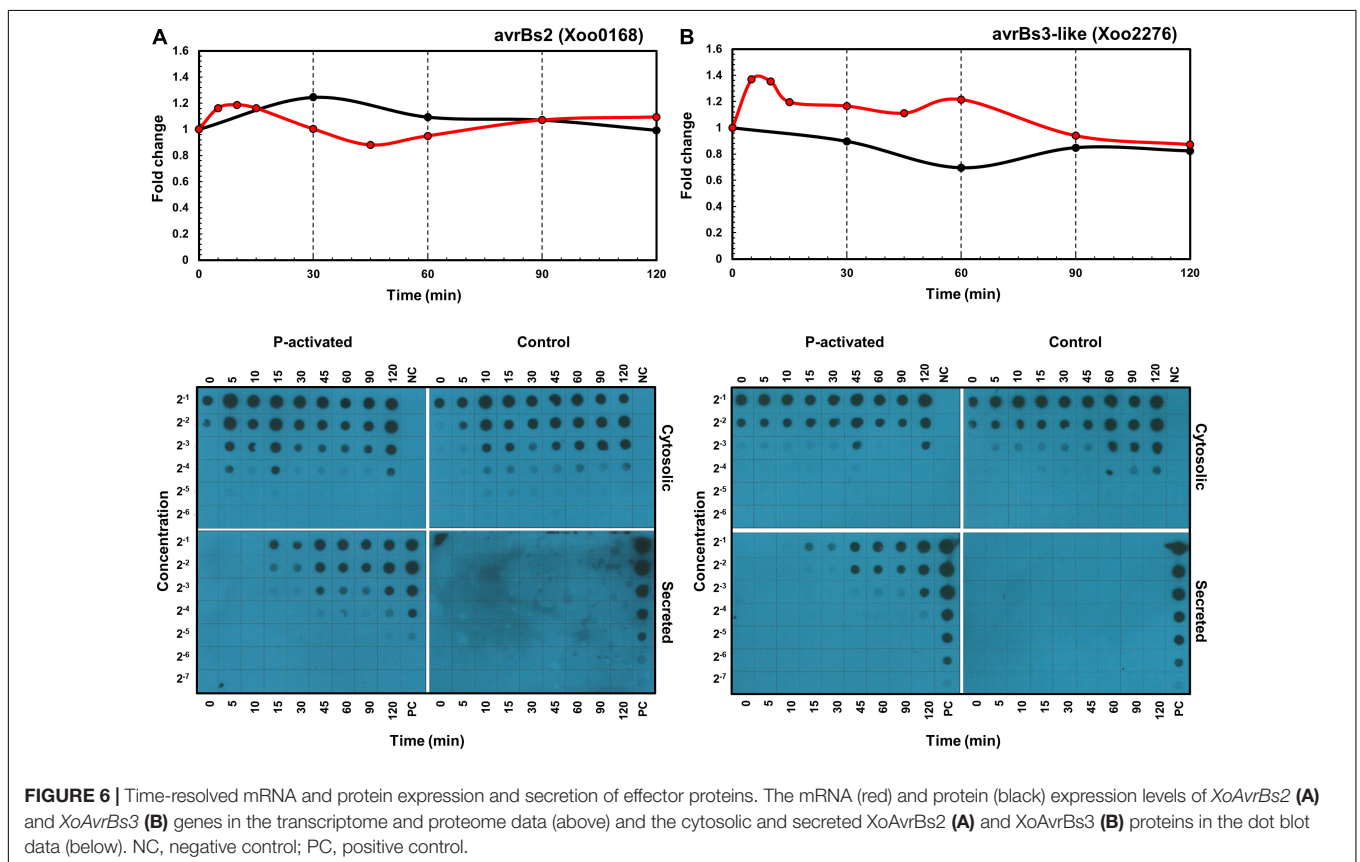 A avrBs2 (Xoo0168)
1.6
1.4
1.2
1
0.8
0.6
0.4
0.2
0
Fold change
0 30 60 90 120
Time (min)
B avrBs3-like (Xoo2276)
1.6
1.4
1.2
1
0.8
0.6
0.4
0.2
0
Fold change
0 30 60 90 120
Time (min)
P-activated Control
0 5 10 15 30 45 60 90 120 NC 0 5 10 15 30 45 60 90 120 NC
2-1
2-2
2-3
2-4
2-5
2-6
Cytosolic
Concentration
2-1
2-2
2-3
2-4
2-5
2-6
2-7
Secreted
0 5 10 15 30 45 60 90 120 PC 0 5 10 15 30 45 60 90 120 PC
Time (min)
P-activated Control
0 5 10 15 30 45 60 90 120 NC 0 5 10 15 30 45 60 90 120 NC
2-1
2-2
2-3
2-4
2-5
2-6
Cytosolic
Concentration
2-1
2-2
2-3
2-4
2-5
2-6
2-7
Secreted
0 5 10 15 30 45 60 90 120 PC 0 5 10 15 30 45 60 90 120 PC
Time (min)
FIGURE 6 | Time-resolved mRNA and protein expression and secretion of effector proteins. The mRNA (red) and protein (black) expression levels of XoAvrBs2 (A)
and XoAvrBs3 (B) genes in the transcriptome and proteome data (above) and the cytosolic and secreted XoAvrBs2 (A) and XoAvrBs3 (B) proteins in the dot blot
data (below). NC, negative control; PC, positive control.